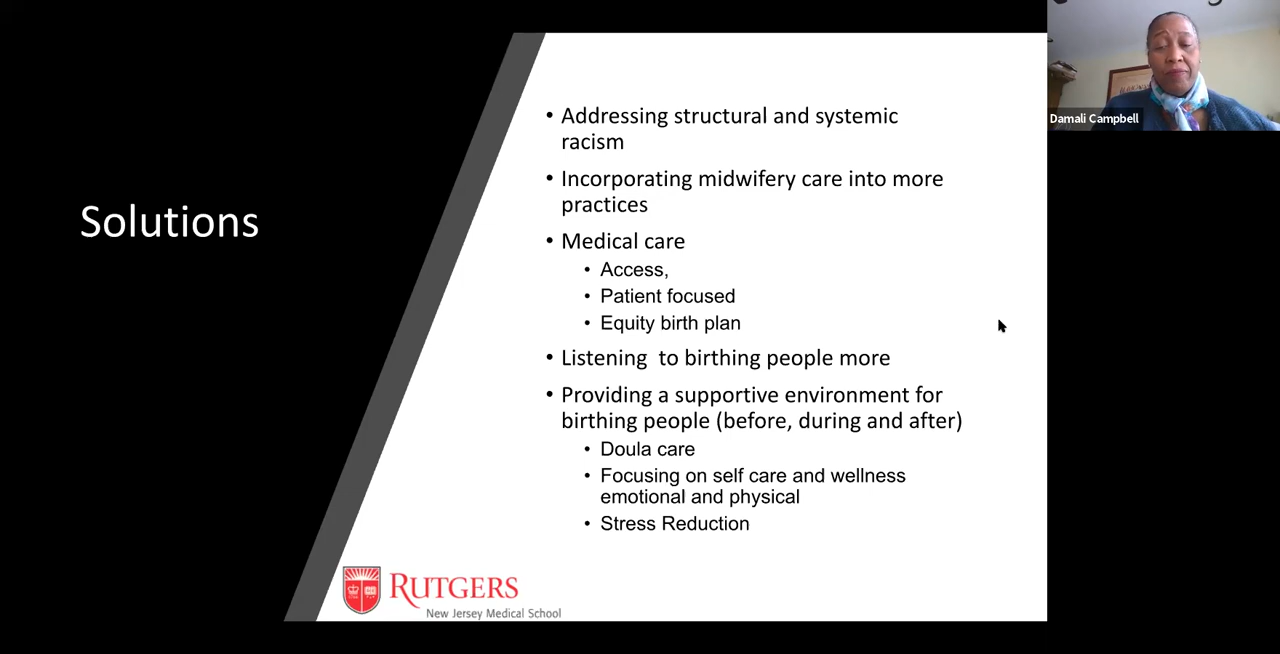 Solutions
• Addressing structural and systemic
racism
• Incorporating midwifery care into more
practices
• Medical care
• Access,
• Patient focused
• Equity birth plan
• Listening  to birthing people more
• Providing a supportive environment for
birthing people (before, during and after)
• Doula care
• Focusing on self care and wellness
emotional and physical
• Stress Reduction
RUTGERS
New Jersey Medical School
Damali Campbell